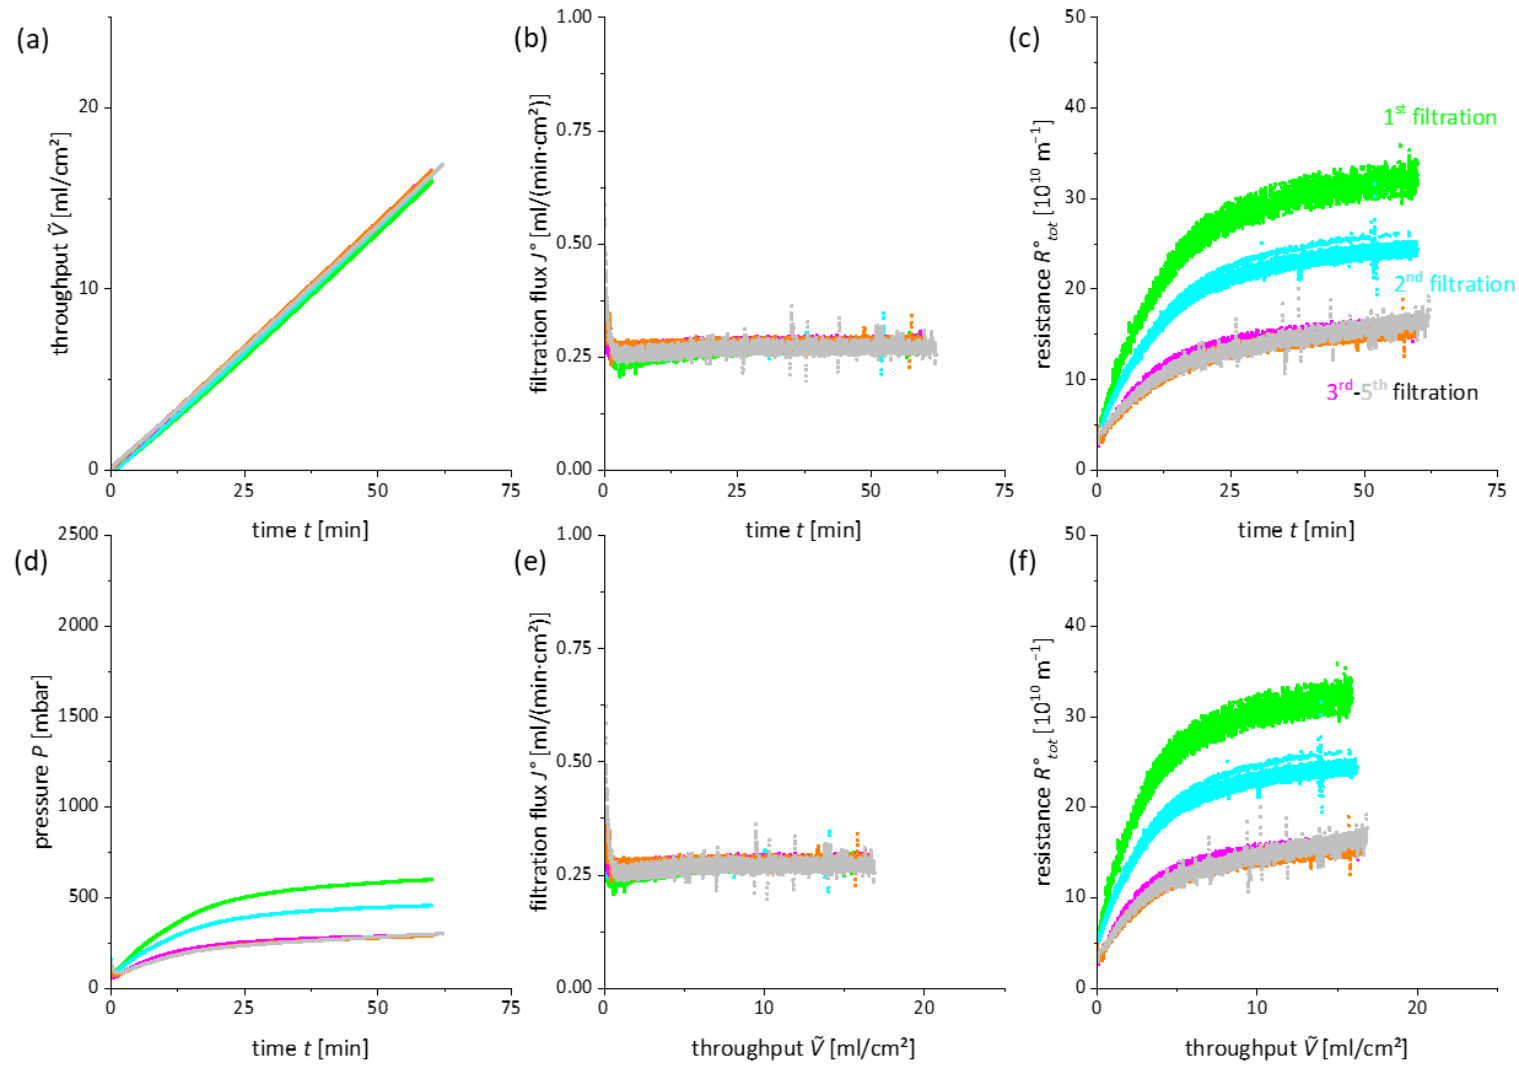 (a)
throughput Ṽ [ml/cm²]
20
10
0
0 25 50 75
time t [min]
(b)
filtration flux J° [ml/(min·cm²)]
1.00
0.75
0.50
0.25
0.00
0 25 50 75
time t [min]
(c)
resistance R°tot [10¹⁰ m⁻¹]
50
40
30
20
10
0
1st filtration
2nd filtration
3rd-5th filtration
0 25 50 75
time t [min]
(d)
pressure P [mbar]
2500
2000
1500
1000
500
0
0 25 50 75
time t [min]
(e)
filtration flux J° [ml/(min·cm²)]
1.00
0.75
0.50
0.25
0.00
0 10 20
throughput Ṽ [ml/cm²]
(f)
resistance R°tot [10¹⁰ m⁻¹]
50
40
30
20
10
0
0 10 20
throughput Ṽ [ml/cm²]